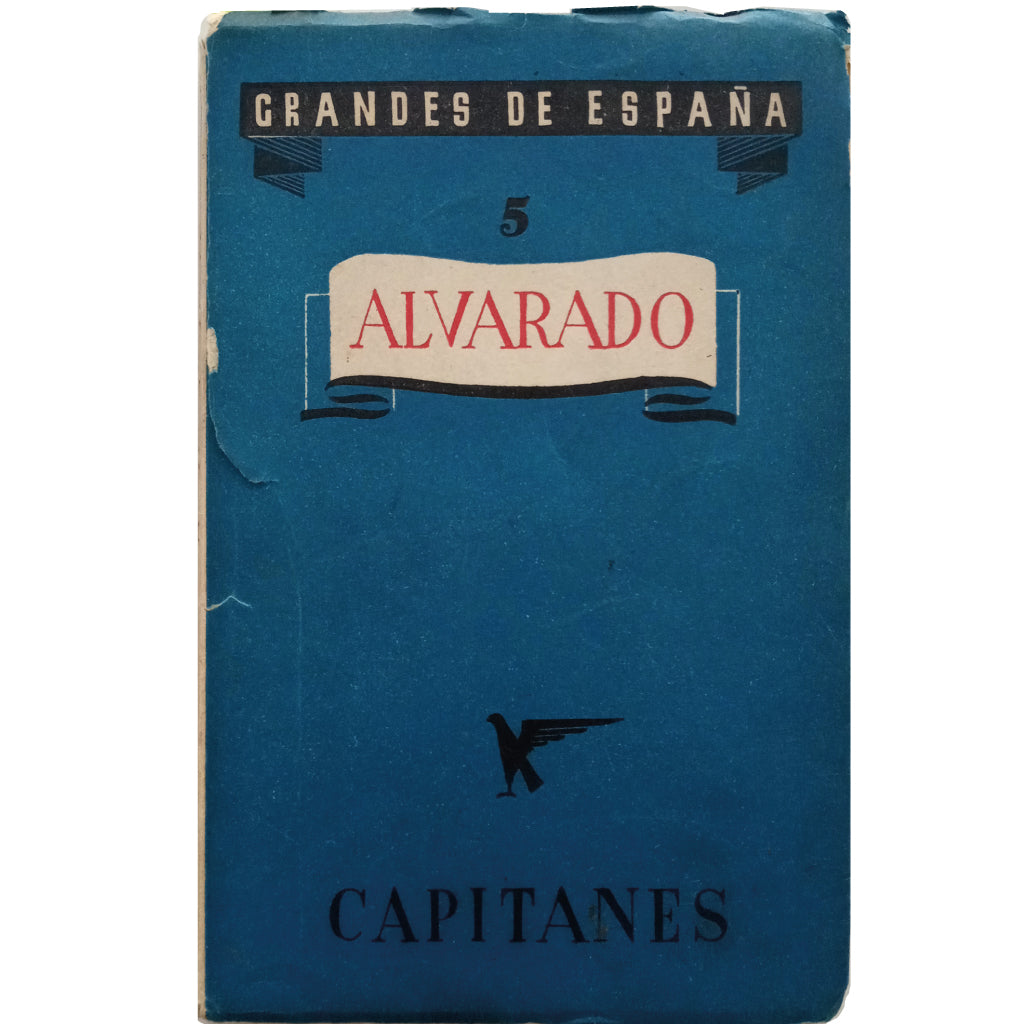 GRANDES DE ESPAÑA
5
ALVARADO
CAPITANES